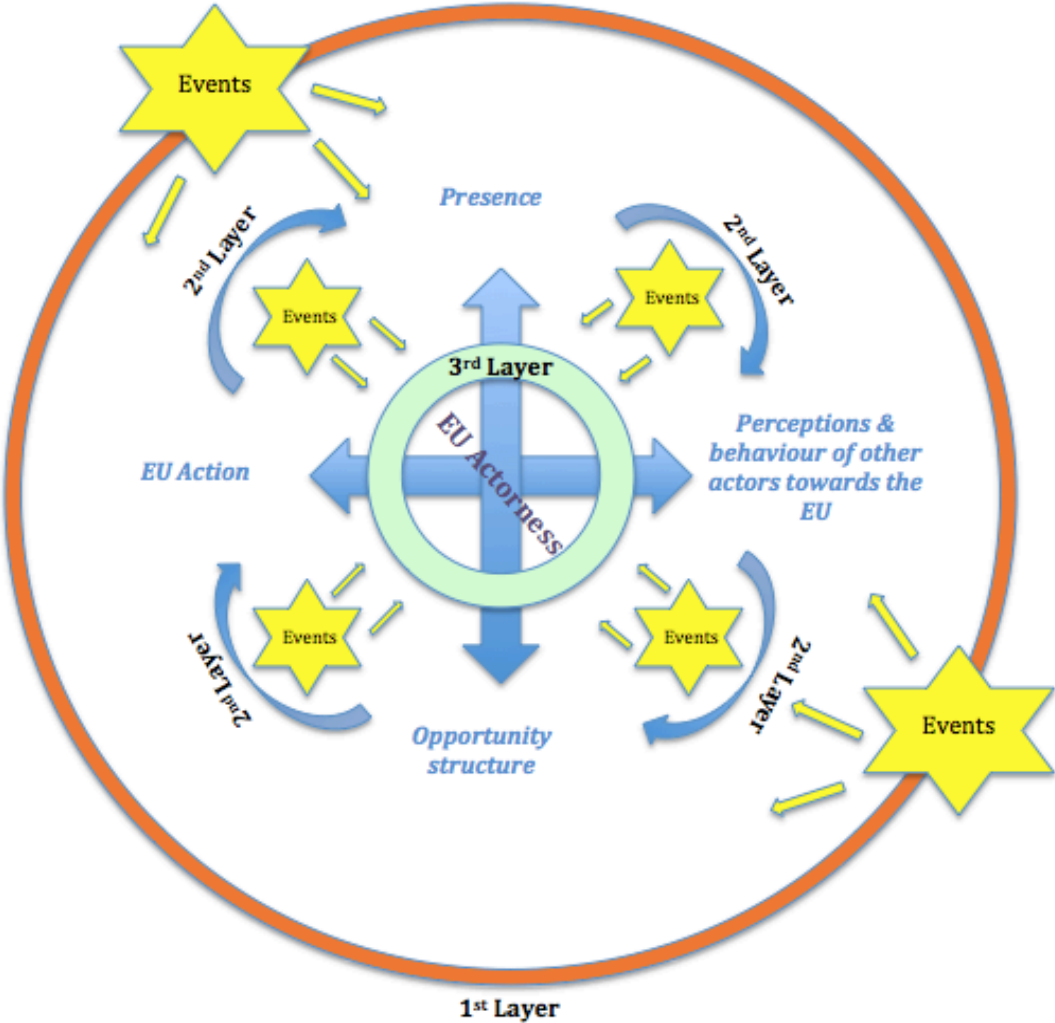 Events
Presence
2nd Layer
2nd Layer
Events
Events
3rd Layer
EU Actorness
EU Action
Perceptions &
behaviour of other
actors towards the
EU
Events
Events
2nd Layer
2nd Layer
Opportunity
structure
Events
1st Layer